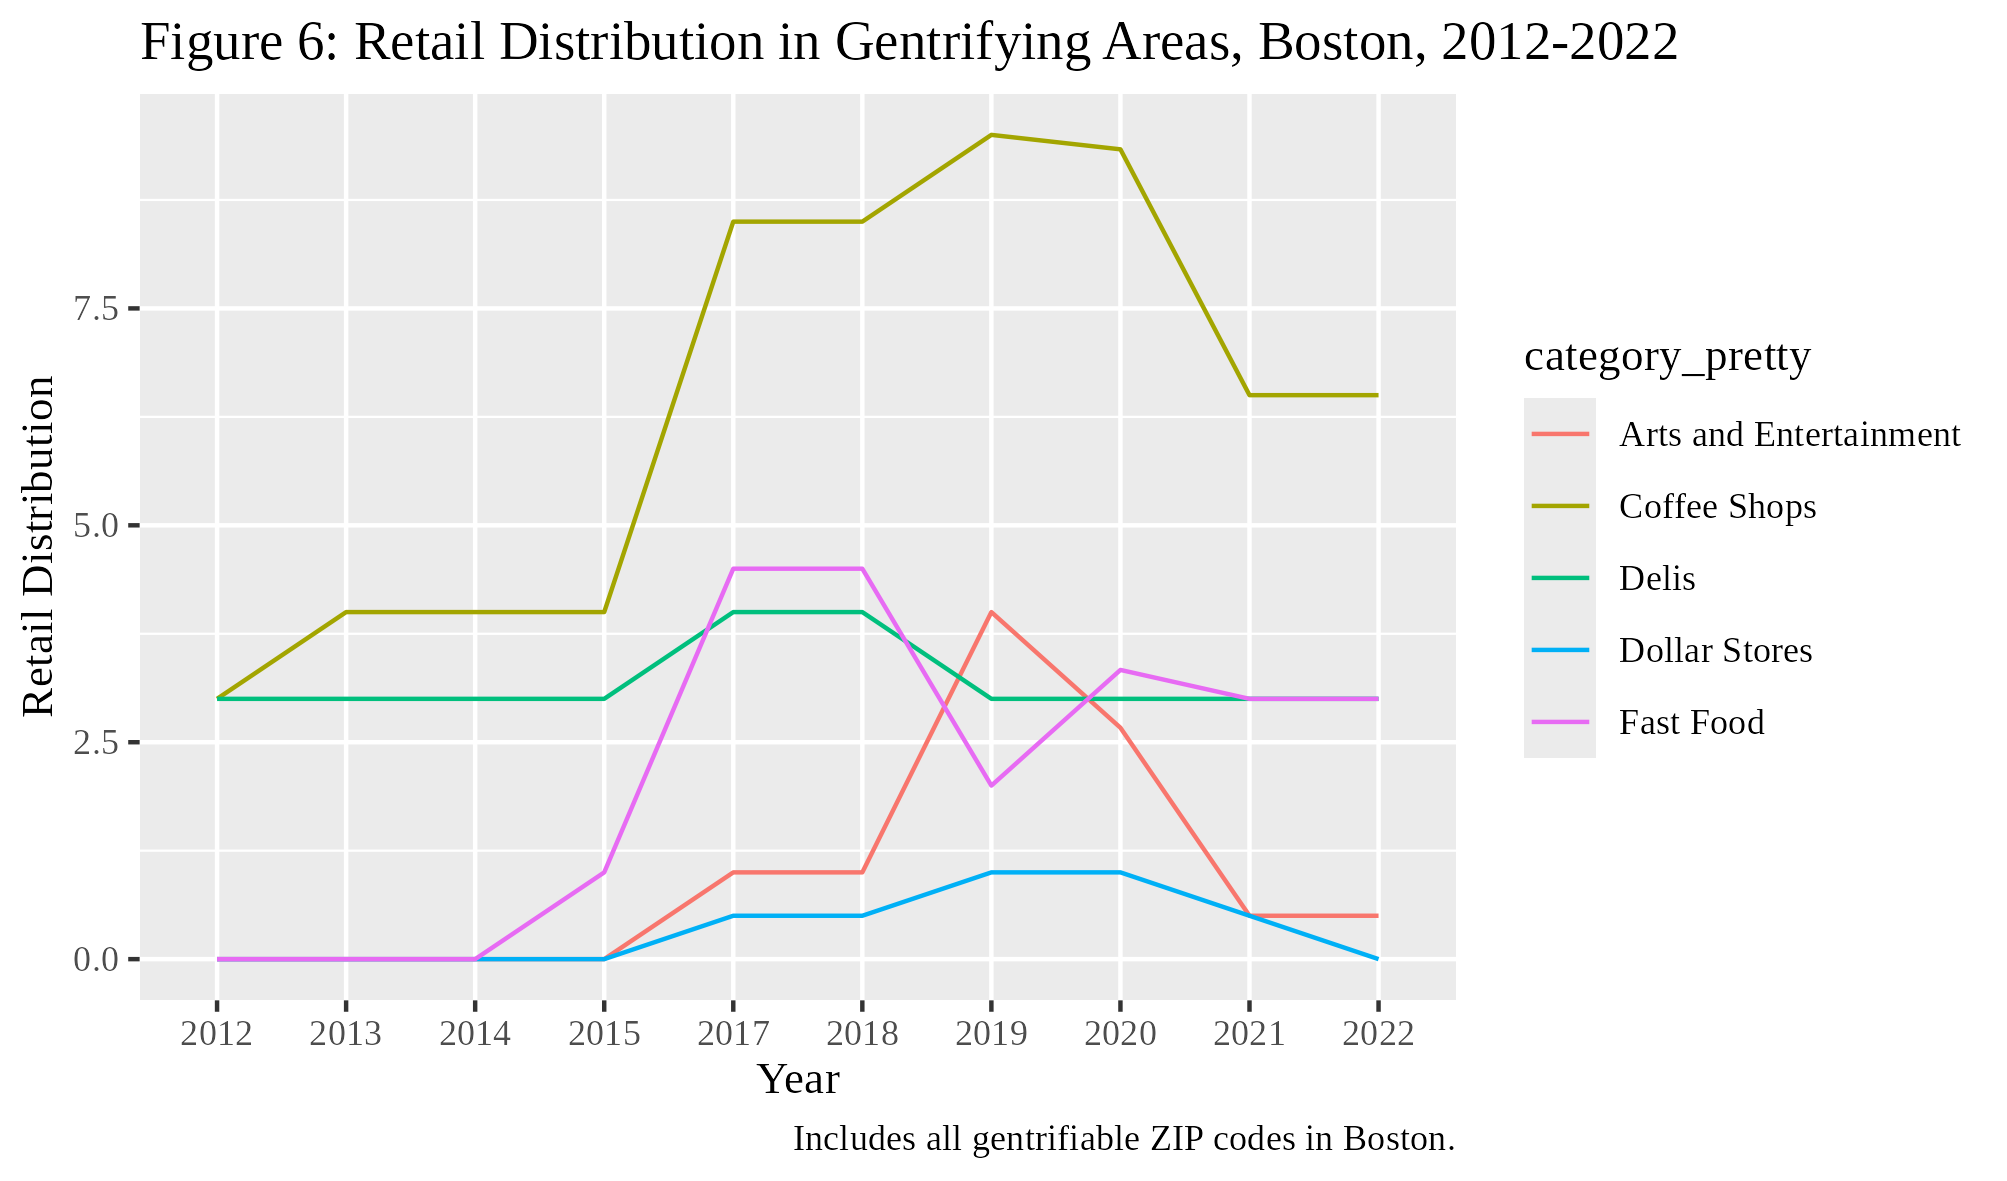 Figure 6: Retail Distribution in Gentrifying Areas, Boston, 2012-2022
Retail Distribution
7.5
5.0
2.5
0.0
2012 2013 2014 2015 2017 2018 2019 2020 2021 2022
Year
category_pretty
Arts and Entertainment
Coffee Shops
Delis
Dollar Stores
Fast Food
Includes all gentrifiable ZIP codes in Boston.